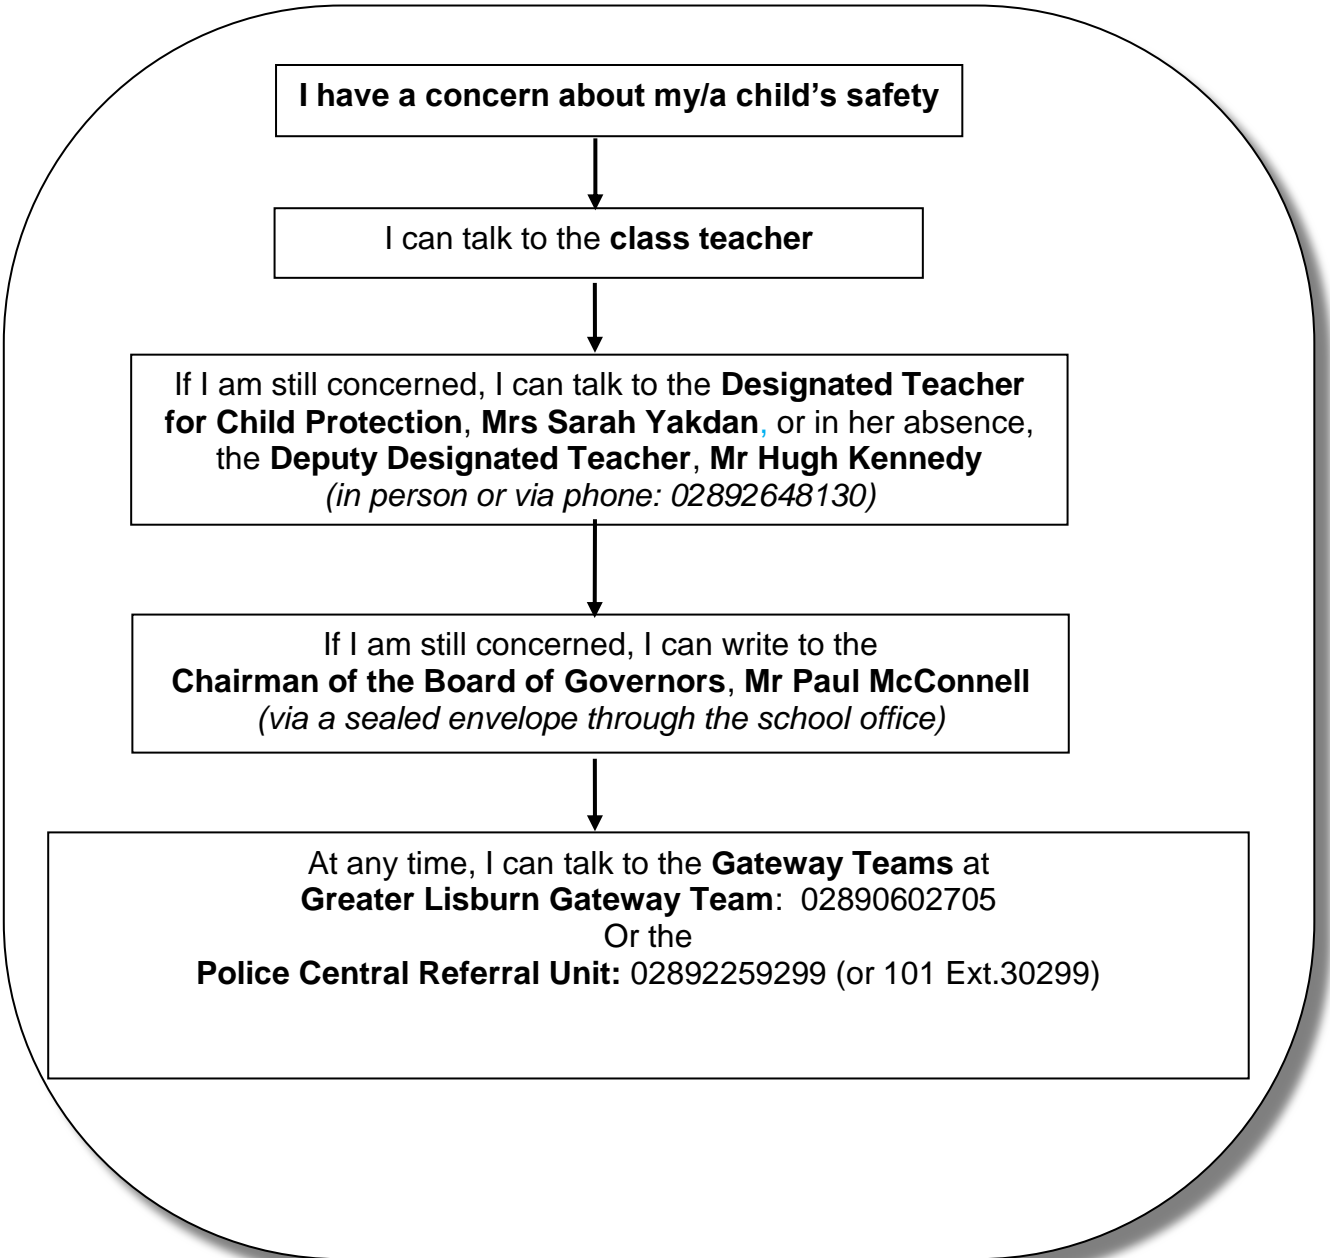 I have a concern about my/a child’s safety
I can talk to the class teacher
If I am still concerned, I can talk to the Designated Teacher
for Child Protection, Mrs Sarah Yakdan, or in her absence,
the Deputy Designated Teacher, Mr Hugh Kennedy
(in person or via phone: 02892648130)
If I am still concerned, I can write to the
Chairman of the Board of Governors, Mr Paul McConnell
(via a sealed envelope through the school office)
At any time, I can talk to the Gateway Teams at
Greater Lisburn Gateway Team: 02890602705
Or the
Police Central Referral Unit: 02892259299 (or 101 Ext.30299)